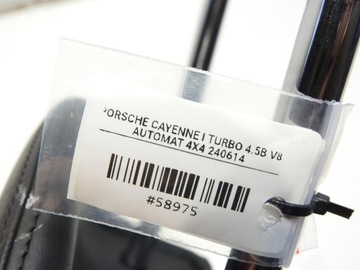 PORSCHE CAYENNE I TURBO 4.5B V8
AUTOMAT 4X4 240614
#58975